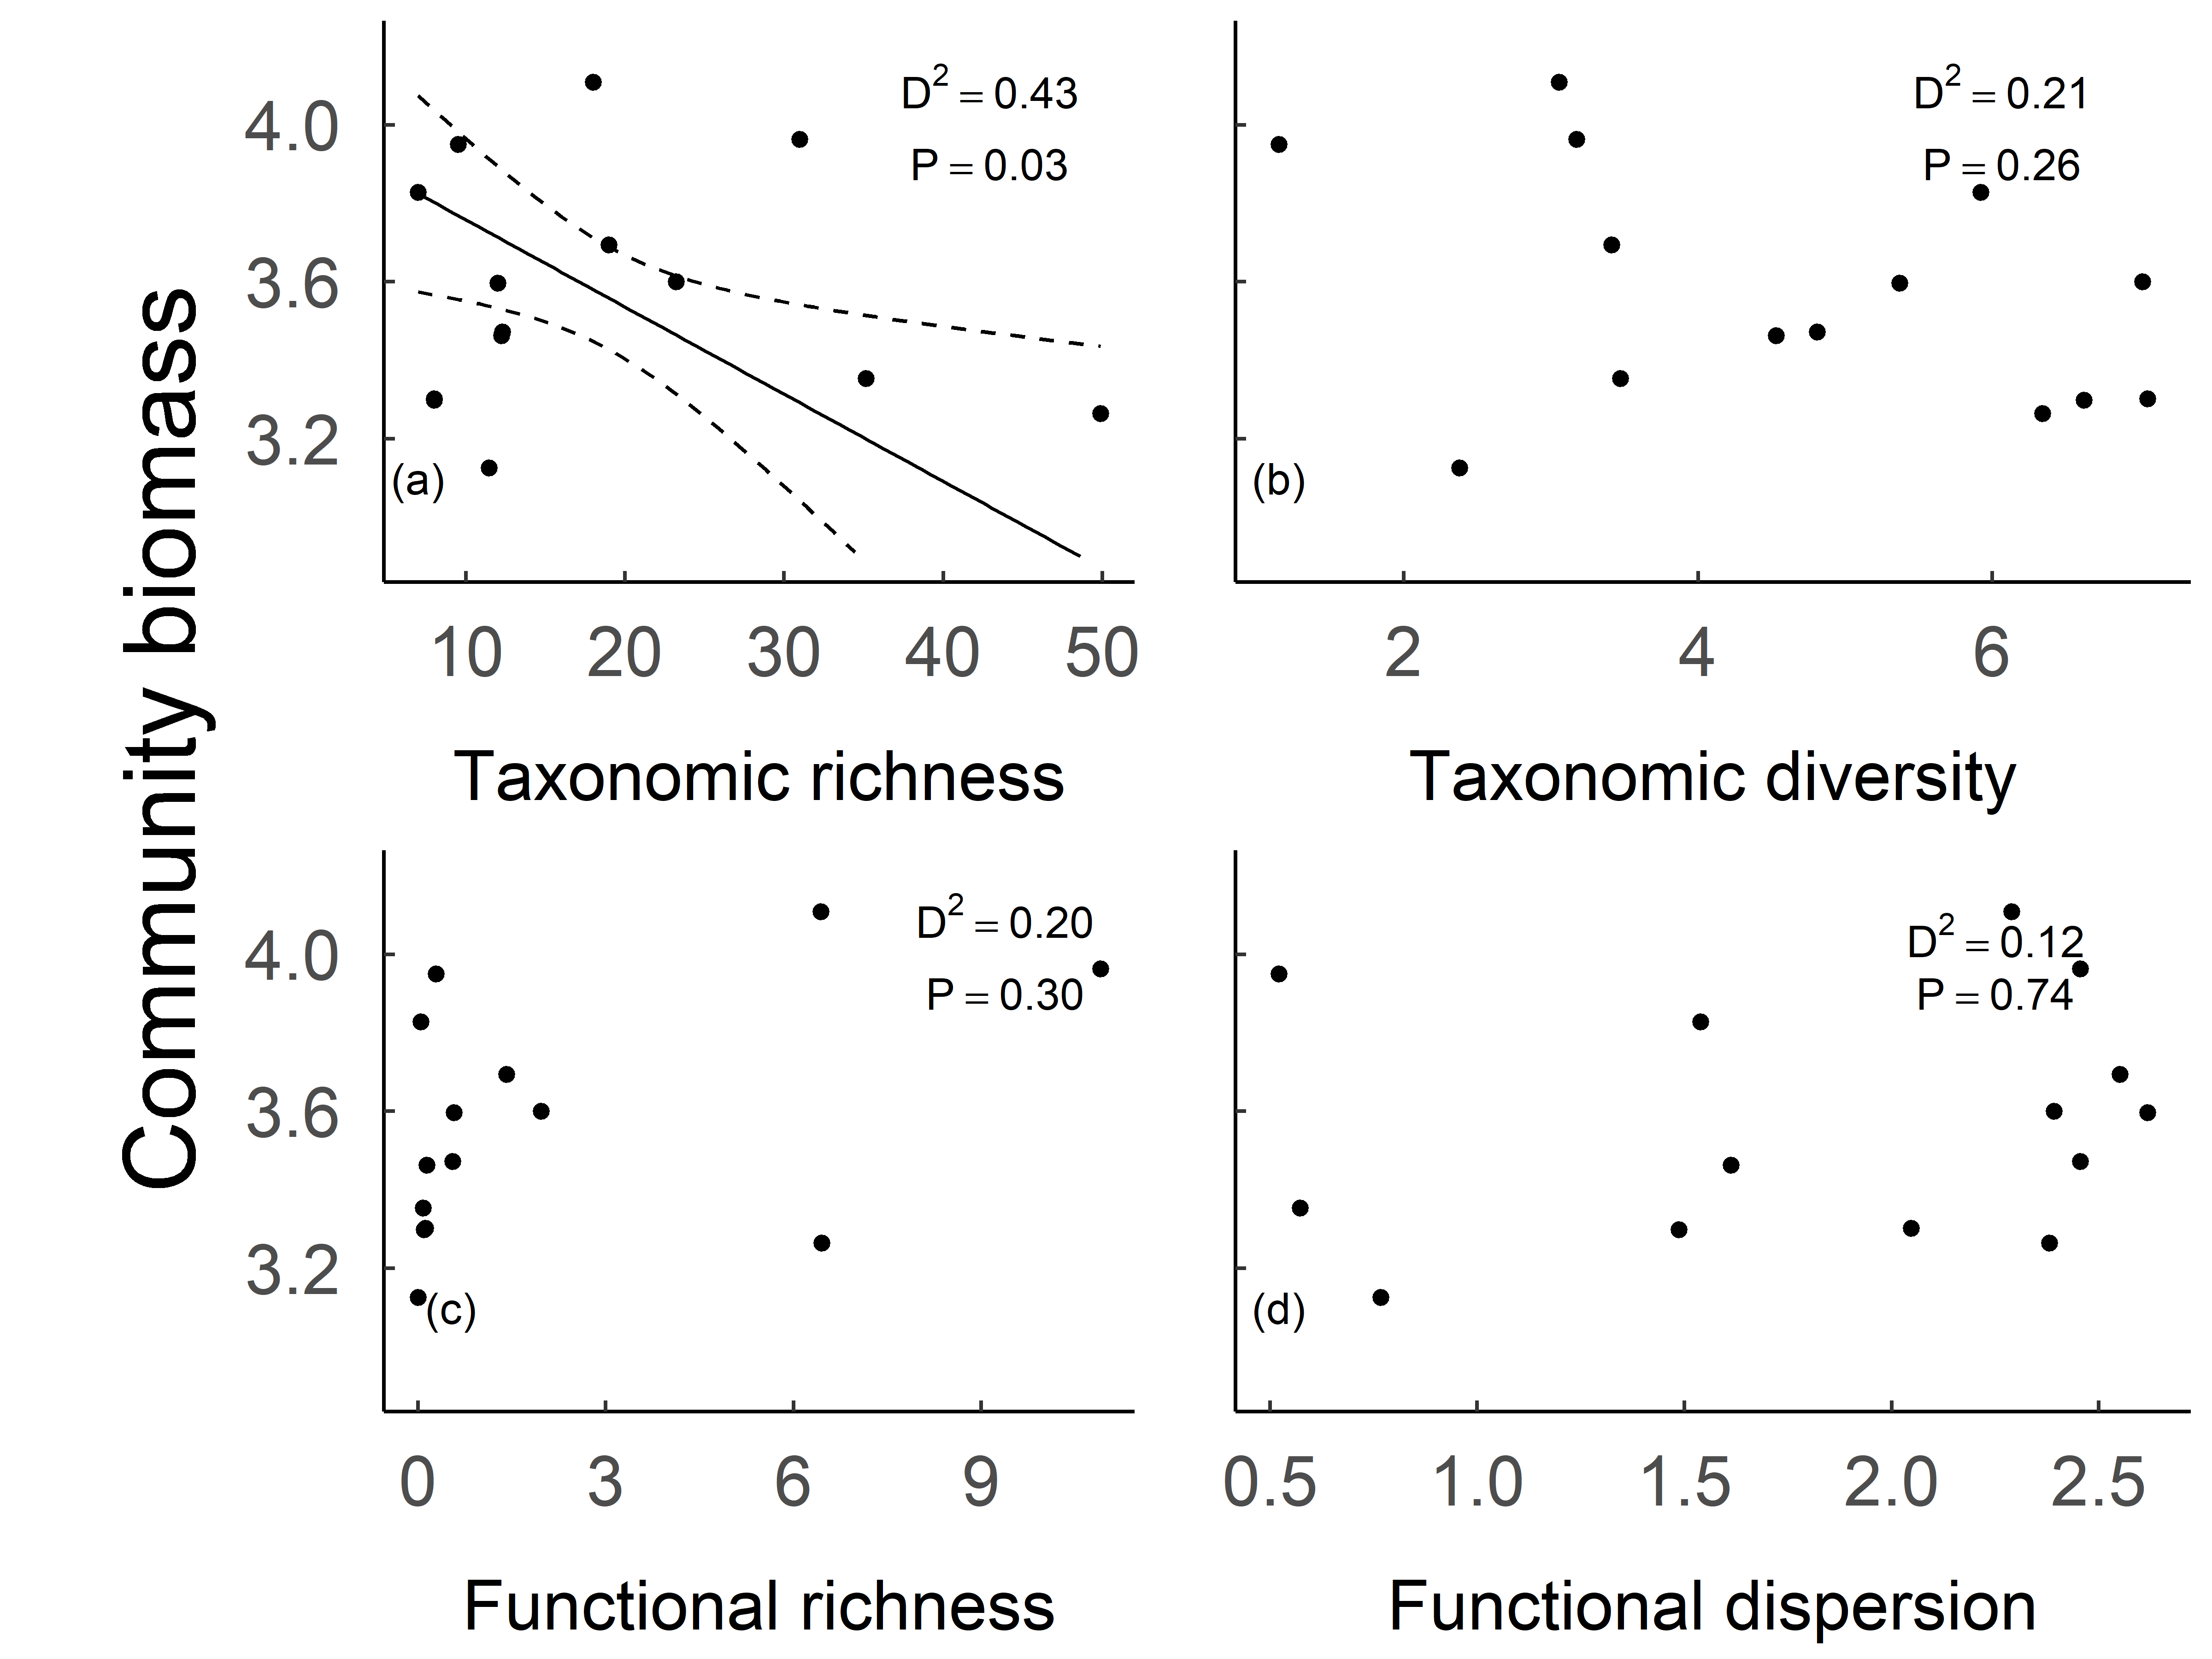 Community biomass
D² = 0.43
P = 0.03
4.0
3.6
3.2
(a)
10 20 30 40 50
Taxonomic richness
D² = 0.21
P = 0.26
(b)
2 4 6
Taxonomic diversity
D² = 0.20
P = 0.30
4.0
3.6
3.2
(c)
0 3 6 9
Functional richness
D² = 0.12
P = 0.74
(d)
0.5 1.0 1.5 2.0 2.5
Functional dispersion